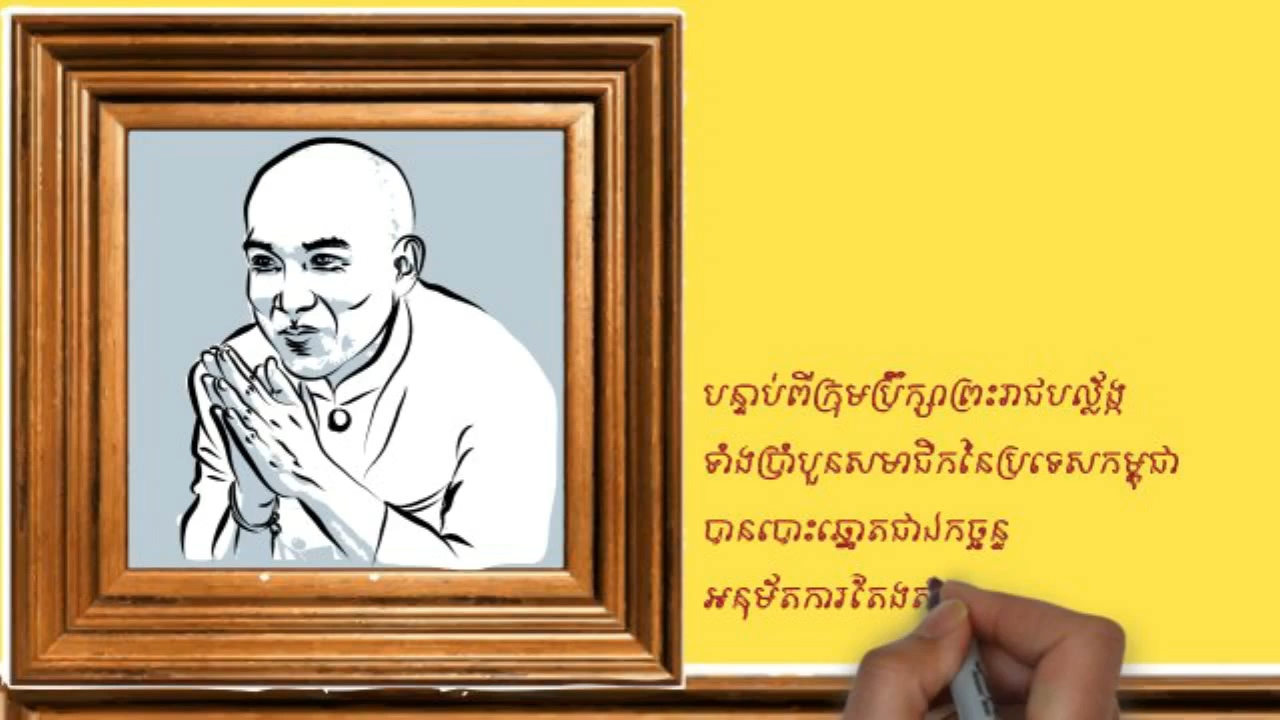 បន្ទាប់ពីក្រុមប្រឹក្សាព្រះរាជបល្ល័ង្ក
ទាំងប្រាំបួនសមាជិកនៃប្រទេសកម្ពុជា
បានបោះឆ្នោតជាឯកច្ឆន្ទ
អនុម័តការតែងត